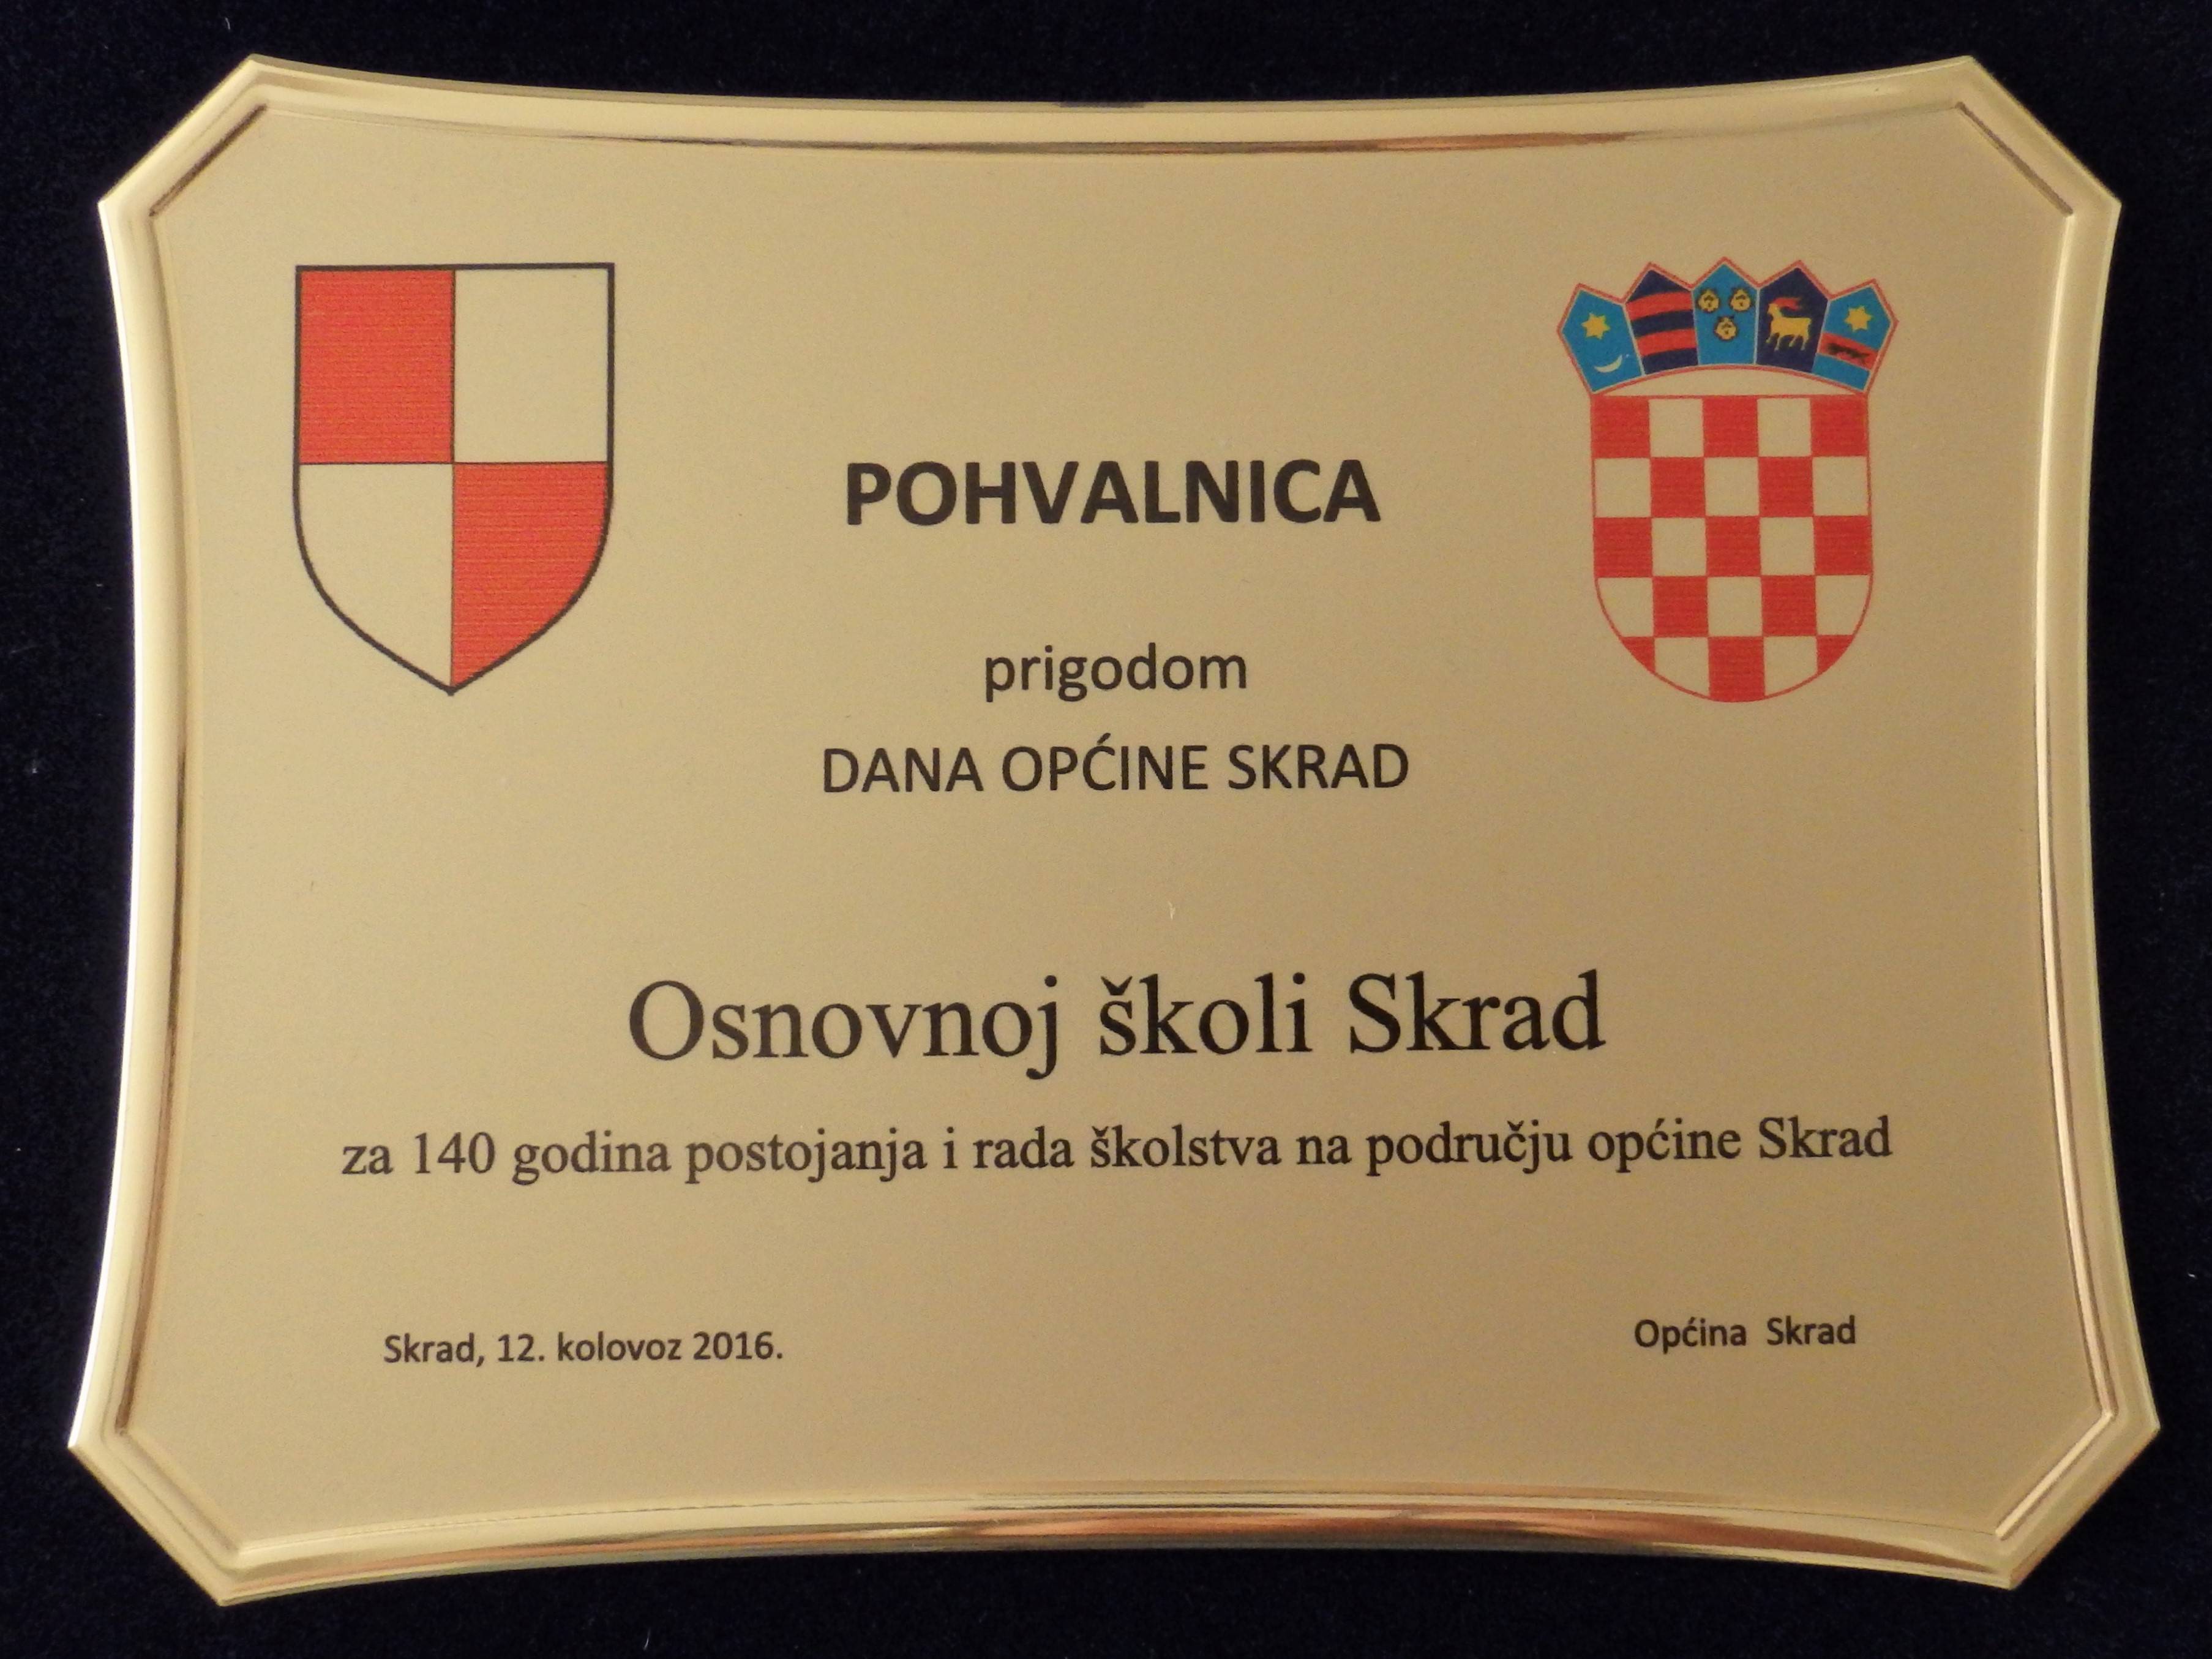 POHVALNICA
prigodom
DANA OPĆINE SKRAD
Osnovnoj školi Skrad
za 140 godina postojanja i rada školstva na području općine Skrad
Skrad, 12. kolovoz 2016.
Općina Skrad